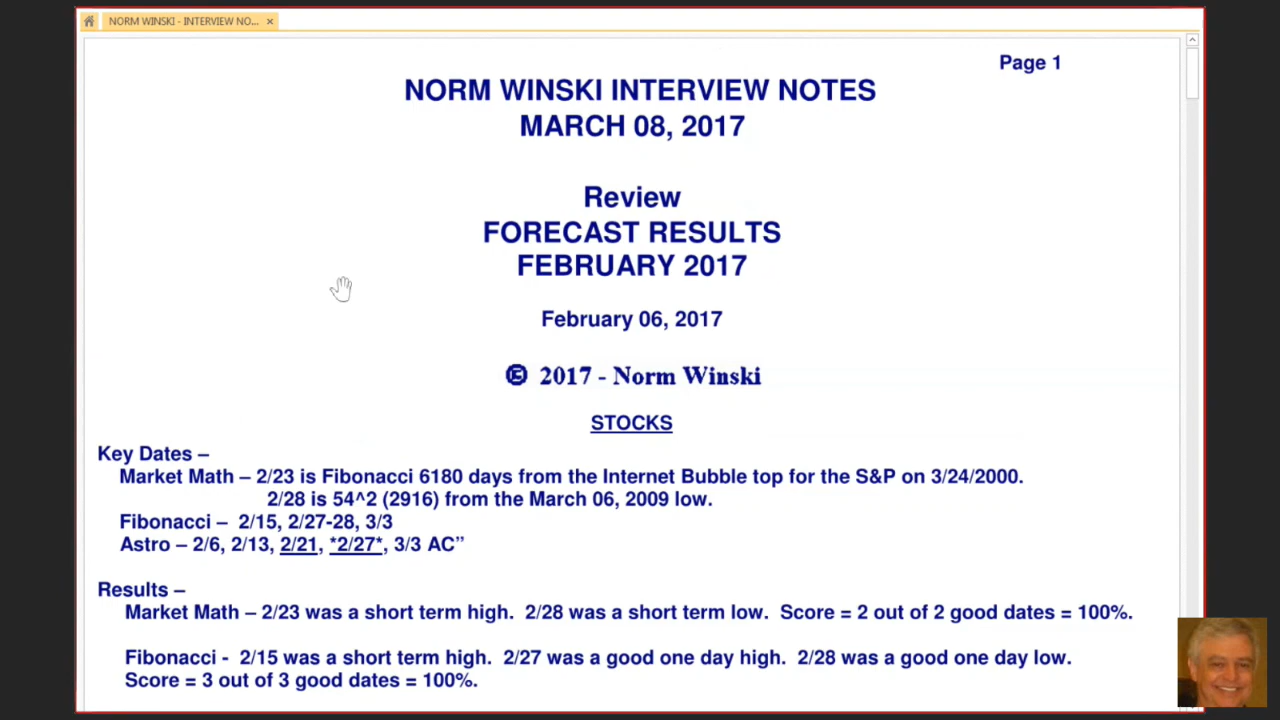 NORM WINSKI - INTERVIEW NO... ×
Page 1
NORM WINSKI INTERVIEW NOTES
MARCH 08, 2017
Review
FORECAST RESULTS
FEBRUARY 2017
February 06, 2017
© 2017 - Norm Winski
STOCKS
Key Dates –
Market Math – 2/23 is Fibonacci 6180 days from the Internet Bubble top for the S&P on 3/24/2000.
2/28 is 54^2 (2916) from the March 06, 2009 low.
Fibonacci – 2/15, 2/27-28, 3/3
Astro – 2/6, 2/13, 2/21, *2/27*, 3/3 AC”
Results –
Market Math – 2/23 was a short term high. 2/28 was a short term low. Score = 2 out of 2 good dates = 100%.
Fibonacci - 2/15 was a short term high. 2/27 was a good one day high. 2/28 was a good one day low.
Score = 3 out of 3 good dates = 100%.